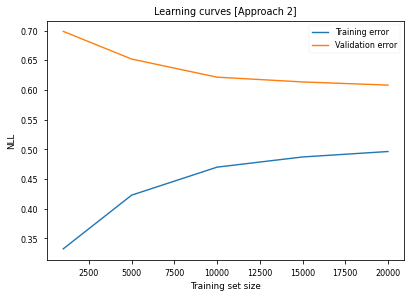 Learning curves [Approach 2]
Training error
Validation error
0.70
0.65
0.60
0.55
0.50
0.45
0.40
0.35
NLL
2500 5000 7500 10000 12500 15000 17500 20000
Training set size